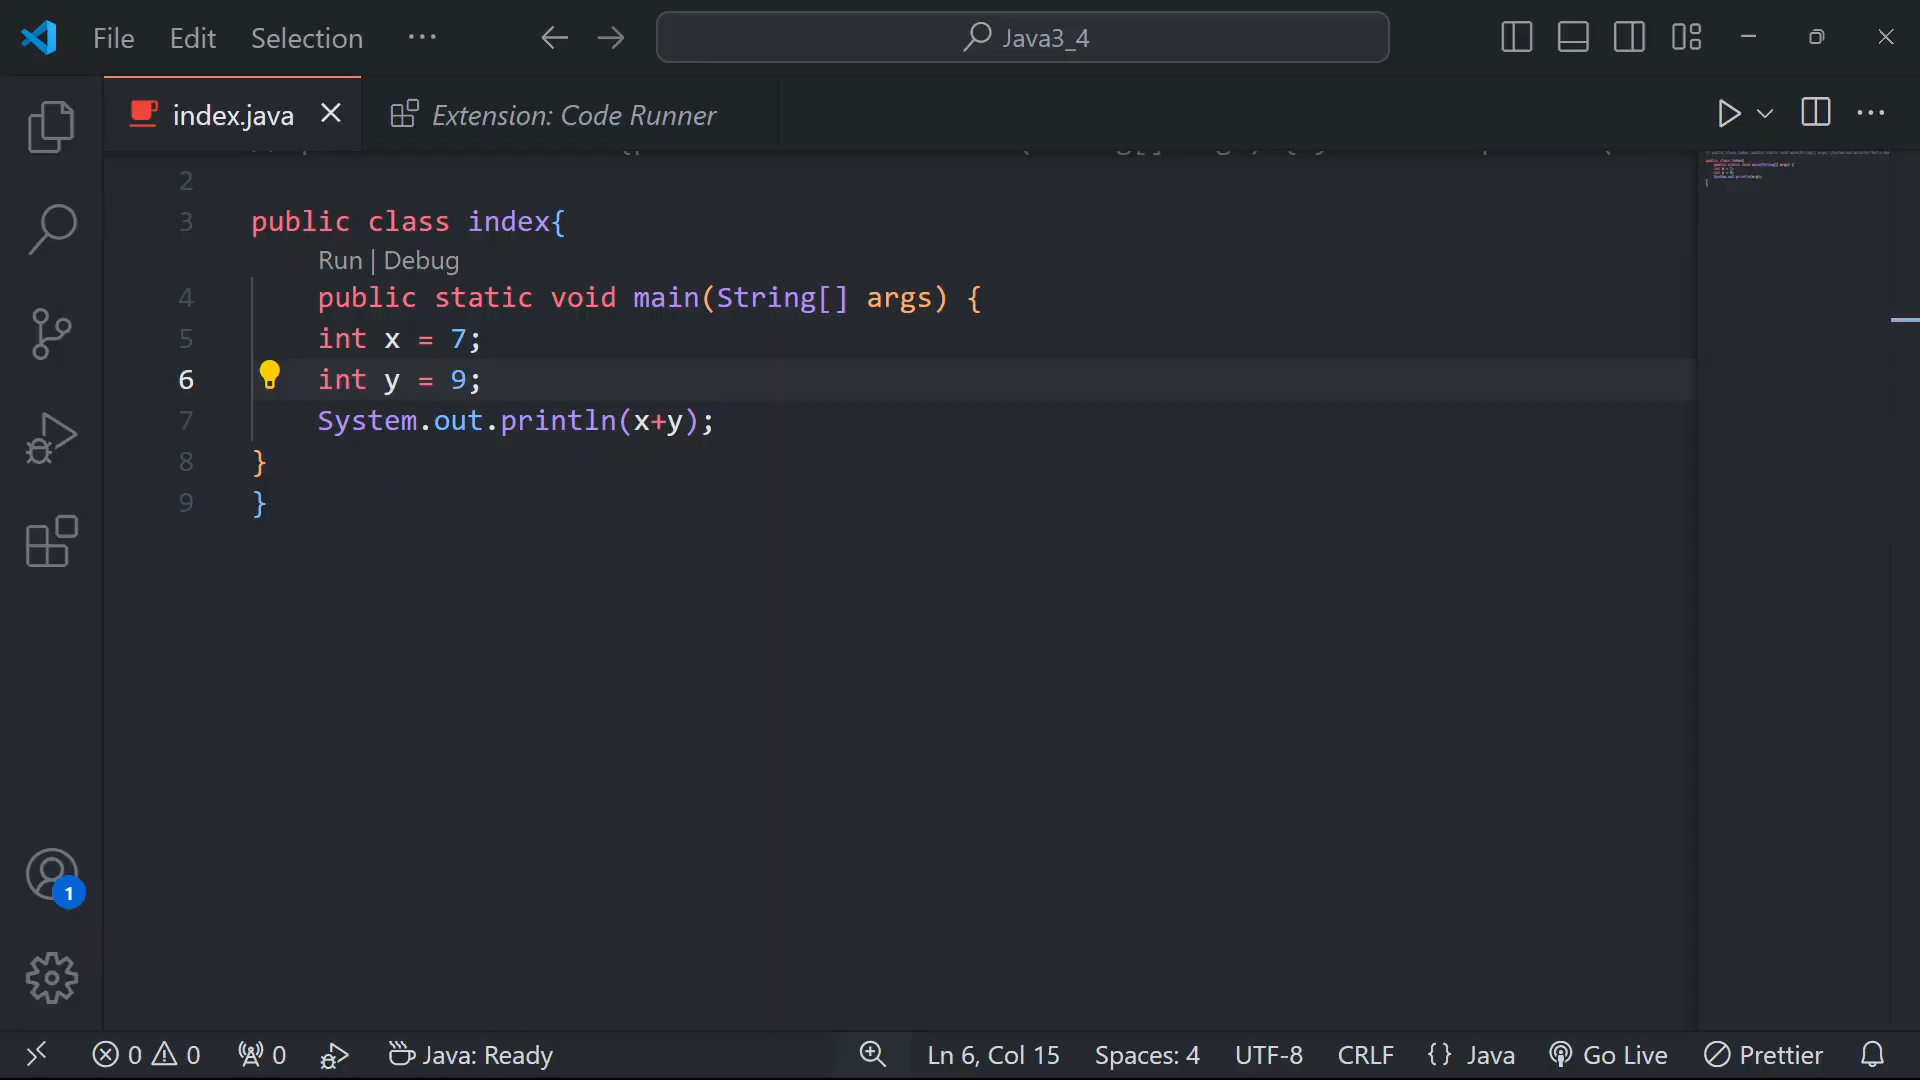 File Edit Selection ··· Java3_4
index.java Extension: Code Runner
2
3 public class index{
Run | Debug
4 public static void main(String[] args) {
5 int x = 7;
6 int y = 9;
7 System.out.println(x+y);
8 }
9 }
1
0 0 0 Java: Ready Ln 6, Col 15 Spaces: 4 UTF-8 CRLF {} Java Go Live Prettier